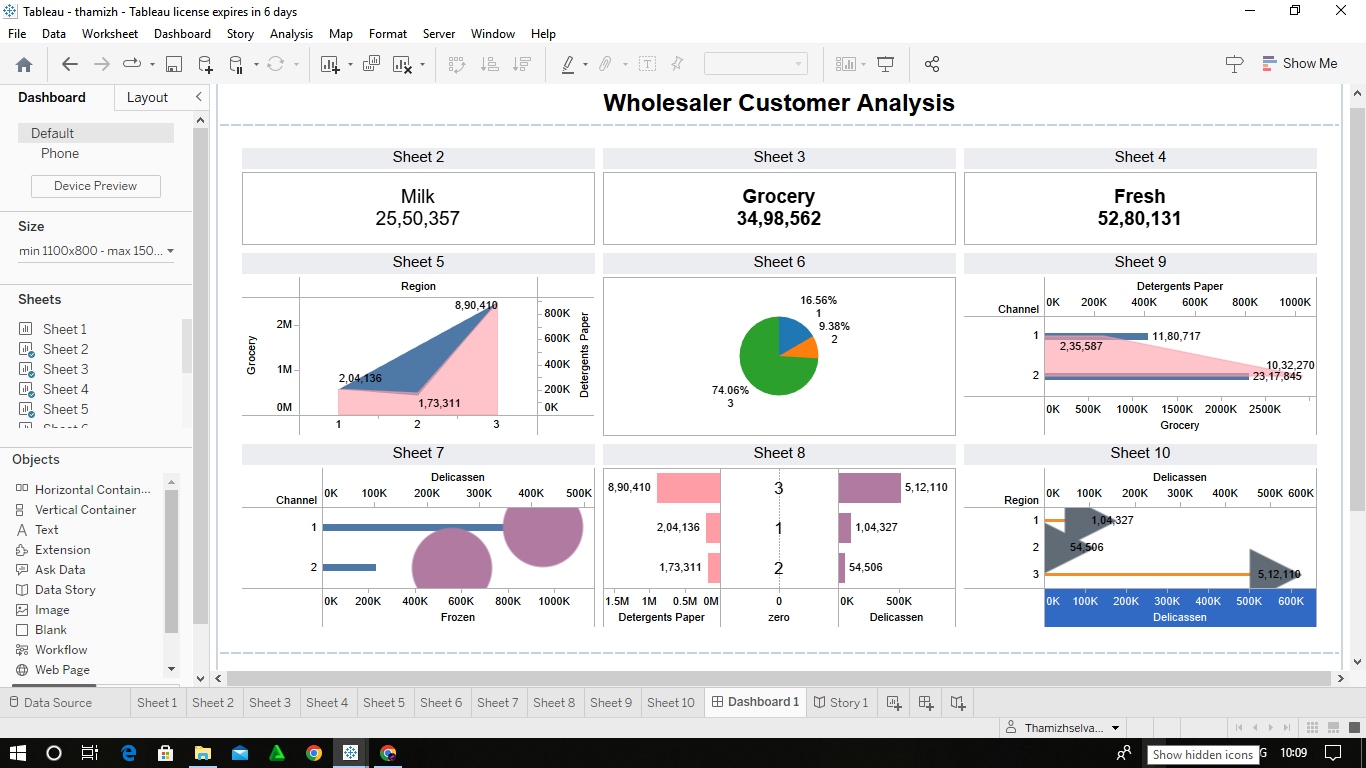 Tableau - thamizh - Tableau license expires in 6 days
File Data Worksheet Dashboard Story Analysis Map Format Server Window Help
Show Me
Dashboard Layout
Default
Phone
Device Preview
Size
min 1100x800 - max 150...
Sheets
Sheet 1
Sheet 2
Sheet 3
Sheet 4
Sheet 5
Objects
Horizontal Contain...
Vertical Container
Text
Extension
Ask Data
Data Story
Image
Blank
Workflow
Web Page
Wholesaler Customer Analysis
Sheet 2
Milk
25,50,357
Sheet 3
Grocery
34,98,562
Sheet 4
Fresh
52,80,131
Sheet 5
Region
8,90,410
2,04,136
1,73,311
Grocery
2M
1M
0M
800K
600K
400K
200K
0K
Detergents Paper
1 2 3
Sheet 6
16.56%
1
9.38%
2
74.06%
3
Sheet 9
Detergents Paper
Channel 0K 200K 400K 600K 800K 1000K
1 11,80,717
2,35,587
10,32,270
2 23,17,845
0K 500K 1000K 1500K 2000K 2500K
Grocery
Sheet 7
Delicassen
Channel 0K 100K 200K 300K 400K 500K
1
2
0K 200K 400K 600K 800K 1000K
Frozen
Sheet 8
8,90,410 3 5,12,110
2,04,136 1 1,04,327
1,73,311 2 54,506
1.5M 1M 0.5M 0M 0 0K 500K
Detergents Paper zero Delicassen
Sheet 10
Delicassen
Region 0K 100K 200K 300K 400K 500K 600K
1 1,04,327
2 54,506
3 5,12,110
0K 100K 200K 300K 400K 500K 600K
Delicassen
Data Source Sheet 1 Sheet 2 Sheet 3 Sheet 4 Sheet 5 Sheet 6 Sheet 7 Sheet 8 Sheet 9 Sheet 10 Dashboard 1 Story 1
Thamizhselva...
Show hidden icons G 10:09